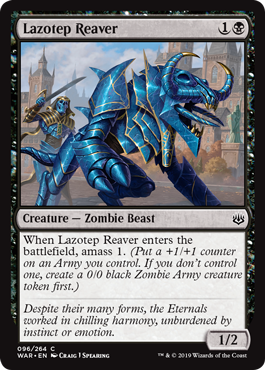 Lazotep Reaver 1
Creature — Zombie Beast
When Lazotep Reaver enters the
battlefield, amass 1. (Put a +1/+1 counter
on an Army you control. If you don't control
one, create a 0/0 black Zombie Army creature
token first.)
Despite their many forms, the Eternals
worked in chilling harmony, unburdened by
instinct or emotion.
1/2
096/264 C
WAR • EN Craig J Spearing ™ & © 2019 Wizards of the Coast